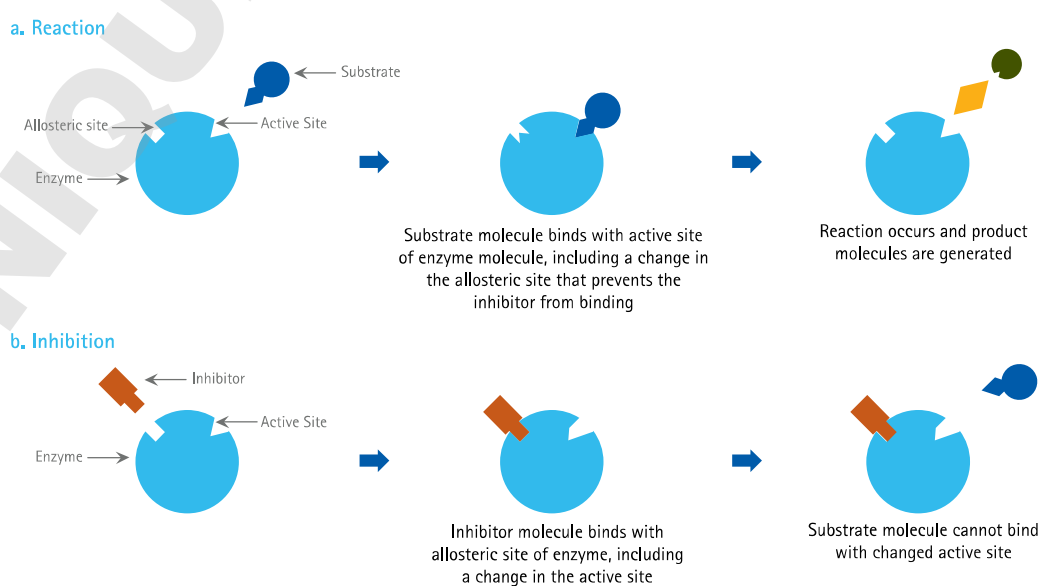 a. Reaction
Substrate
Allosteric site
Active Site
Enzyme
Substrate molecule binds with active site
of enzyme molecule, including a change in
the allosteric site that prevents the
inhibitor from binding
Reaction occurs and product
molecules are generated
b. Inhibition
Inhibitor
Active Site
Enzyme
Inhibitor molecule binds with
allosteric site of enzyme, including
a change in the active site
Substrate molecule cannot bind
with changed active site